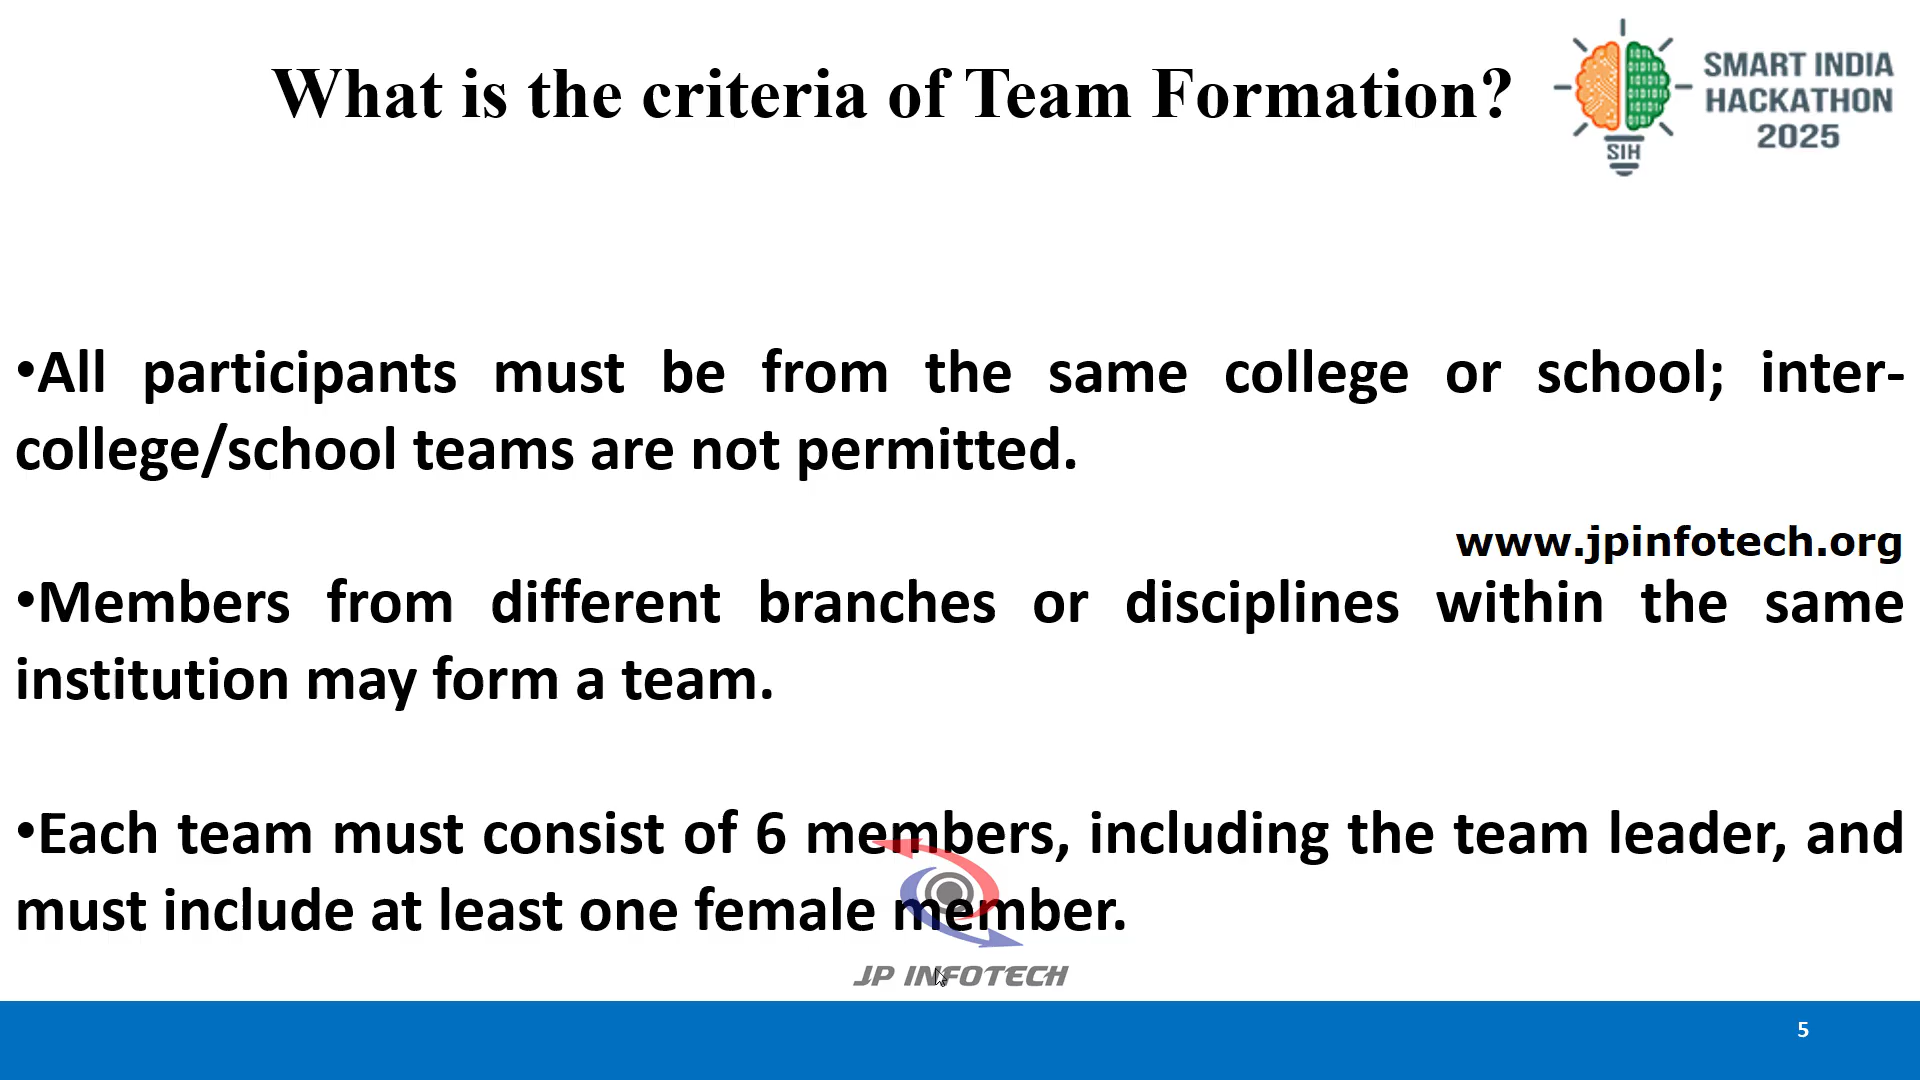 What is the criteria of Team Formation?
SMART INDIA
HACKATHON
2025
SIH
•All participants must be from the same college or school; inter-
college/school teams are not permitted.
www.jpinfotech.org
•Members from different branches or disciplines within the same
institution may form a team.
•Each team must consist of 6 members, including the team leader, and
must include at least one female member.
JP INFOTECH
5